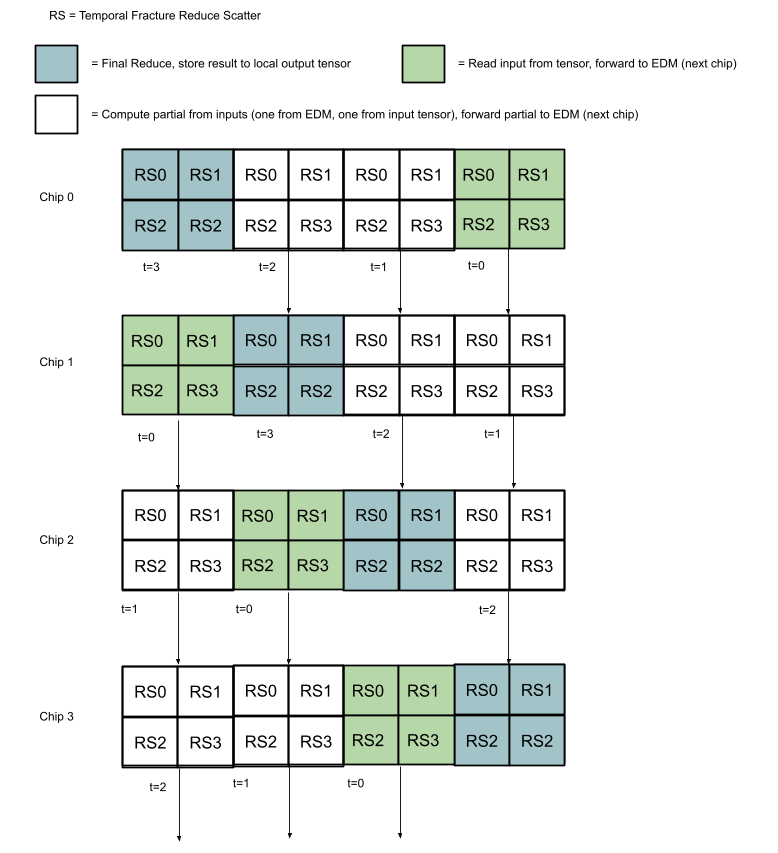 RS = Temporal Fracture Reduce Scatter
= Final Reduce, store result to local output tensor
= Read input from tensor, forward to EDM (next chip)
= Compute partial from inputs (one from EDM, one from input tensor), forward partial to EDM (next chip)
Chip 0
RS0 RS1 RS0 RS1 RS0 RS1 RS0 RS1
RS2 RS2 RS2 RS3 RS2 RS3 RS2 RS3
t=3 t=2 t=1 t=0
Chip 1
RS0 RS1 RS0 RS1 RS0 RS1 RS0 RS1
RS2 RS3 RS2 RS2 RS2 RS3 RS2 RS3
t=0 t=3 t=2 t=1
Chip 2
RS0 RS1 RS0 RS1 RS0 RS1 RS0 RS1
RS2 RS3 RS2 RS3 RS2 RS2 RS2 RS3
t=1 t=0 t=2
Chip 3
RS0 RS1 RS0 RS1 RS0 RS1 RS0 RS1
RS2 RS3 RS2 RS3 RS2 RS3 RS2 RS2
t=2 t=1 t=0